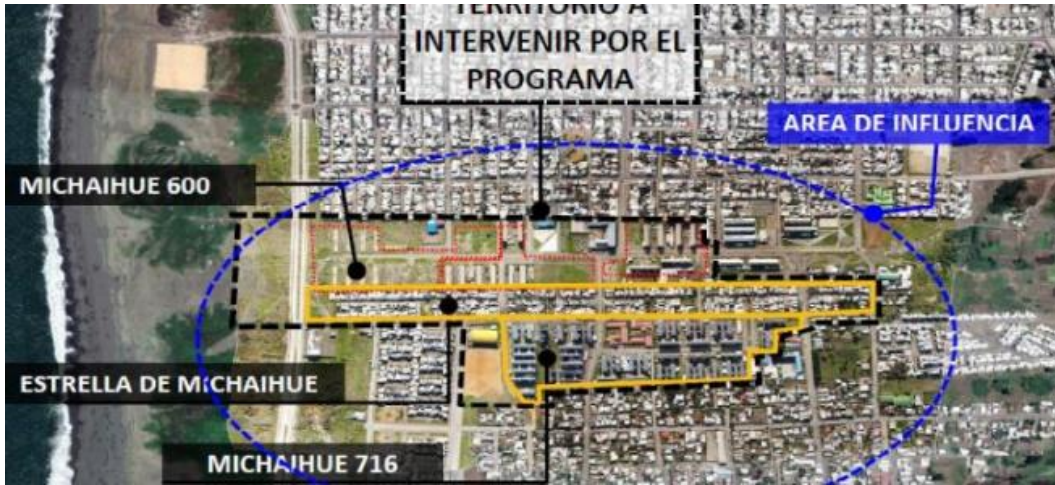 TERRITORIO A
INTERVENIR POR EL
PROGRAMA
AREA DE INFLUENCIA
MICHAIHUE 600
ESTRELLA DE MICHAIHUE
MICHAIHUE 716